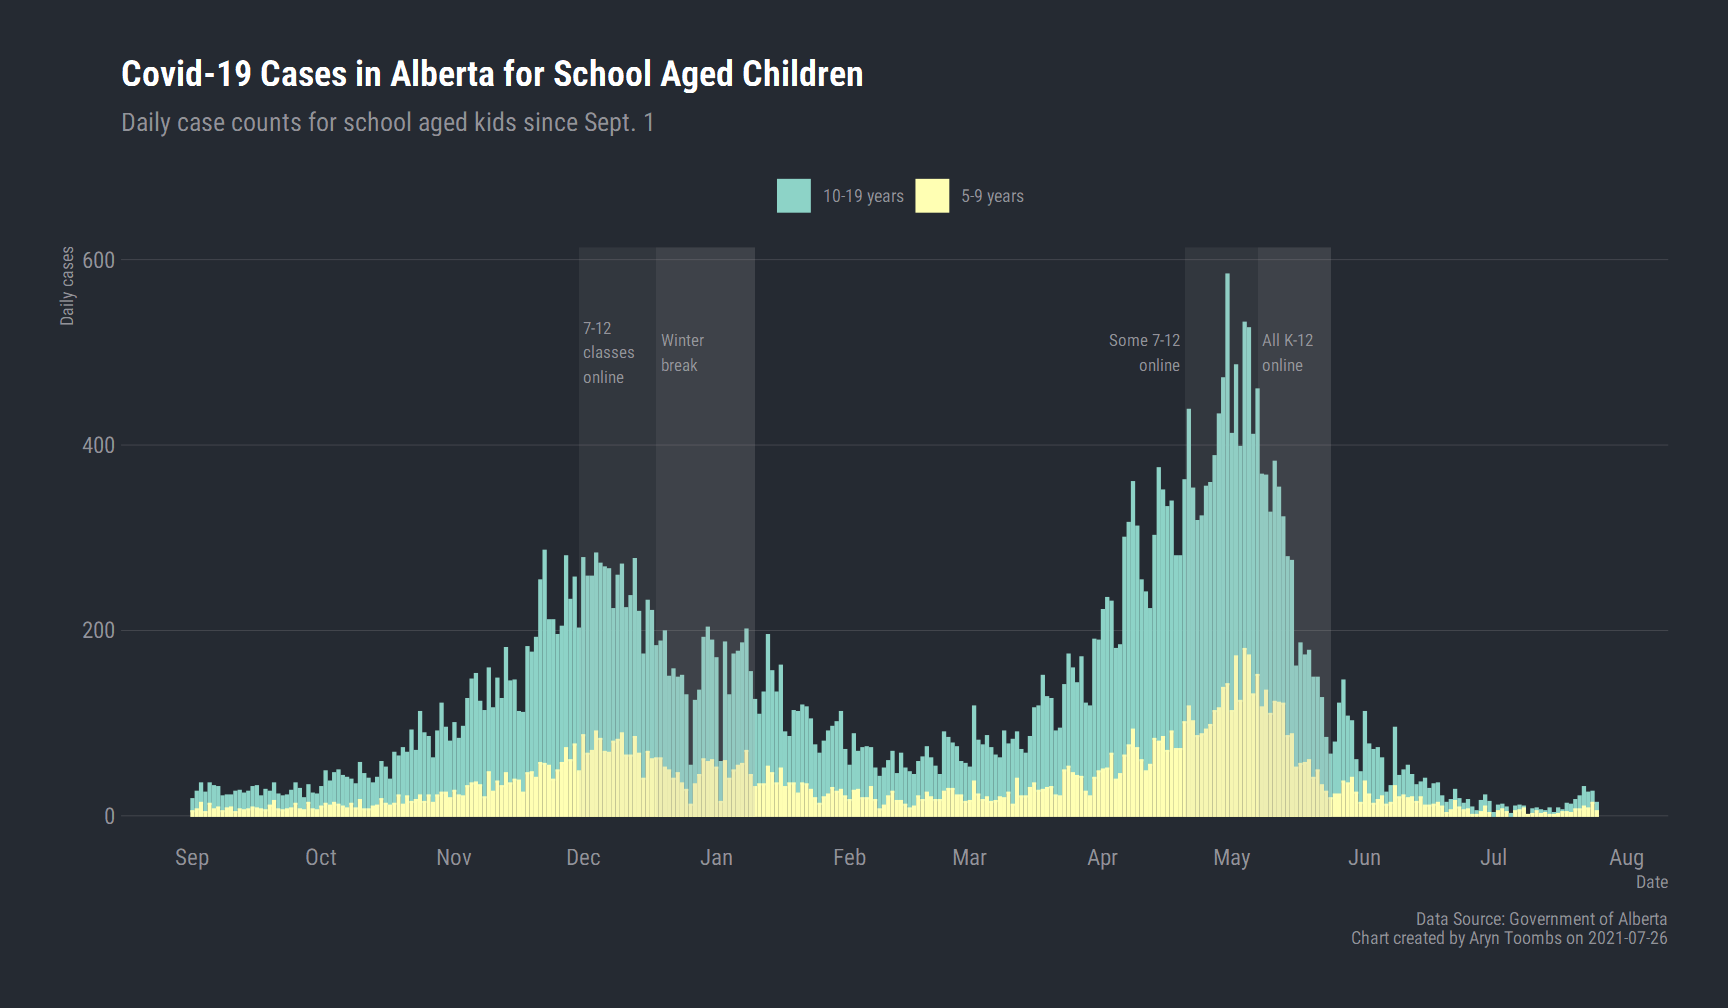 Covid-19 Cases in Alberta for School Aged Children
Daily case counts for school aged kids since Sept. 1
10-19 years
5-9 years
Daily cases
600
400
200
0
7-12
classes
online
Winter
break
Some 7-12
online
All K-12
online
Sep
Oct
Nov
Dec
Jan
Feb
Mar
Apr
May
Jun
Jul
Aug
Date
Data Source: Government of Alberta
Chart created by Aryn Toombs on 2021-07-26